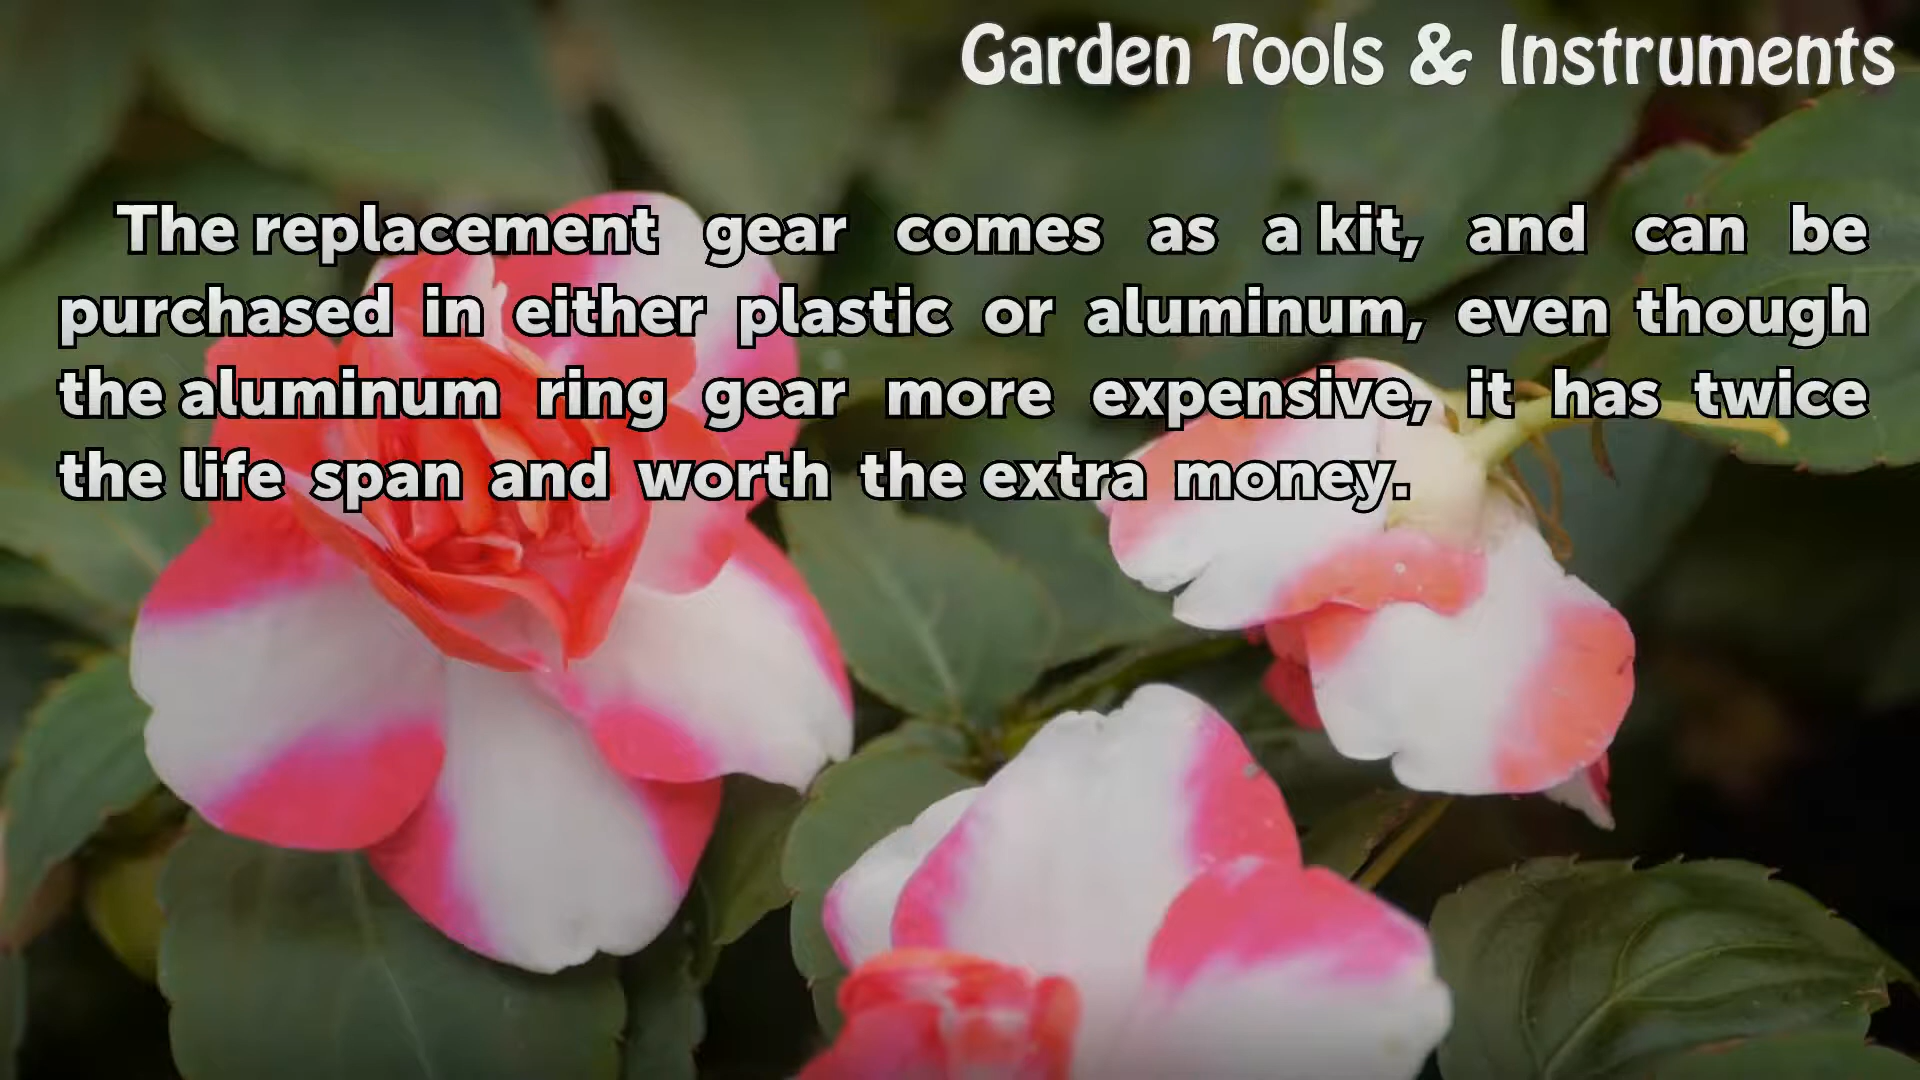 Garden Tools & Instruments
The replacement gear comes as a kit, and can be
purchased in either plastic or aluminum, even though
the aluminum ring gear more expensive, it has twice
the life span and worth the extra money.